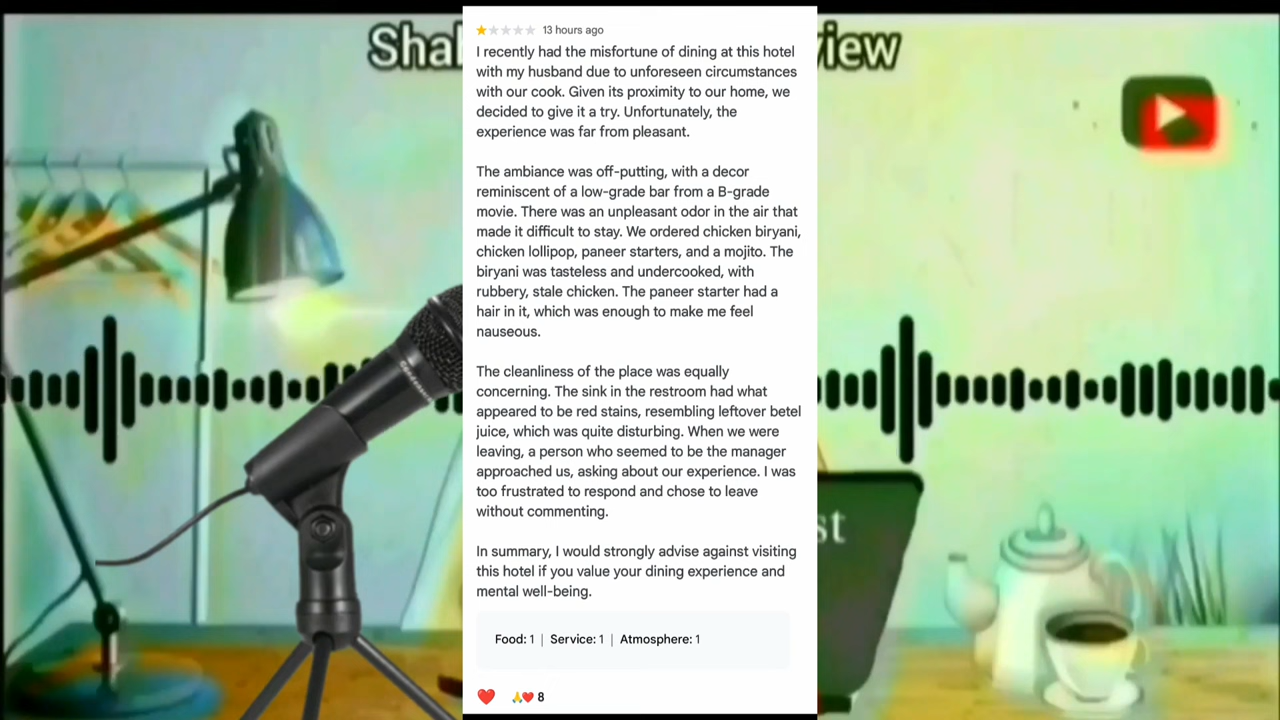 Shal
view
13 hours ago
I recently had the misfortune of dining at this hotel
with my husband due to unforeseen circumstances
with our cook. Given its proximity to our home, we
decided to give it a try. Unfortunately, the
experience was far from pleasant.
The ambiance was off-putting, with a decor
reminiscent of a low-grade bar from a B-grade
movie. There was an unpleasant odor in the air that
made it difficult to stay. We ordered chicken biryani,
chicken lollipop, paneer starters, and a mojito. The
biryani was tasteless and undercooked, with
rubbery, stale chicken. The paneer starter had a
hair in it, which was enough to make me feel
nauseous.
The cleanliness of the place was equally
concerning. The sink in the restroom had what
appeared to be red stains, resembling leftover betel
juice, which was quite disturbing. When we were
leaving, a person who seemed to be the manager
approached us, asking about our experience. I was
too frustrated to respond and chose to leave
without commenting.
In summary, I would strongly advise against visiting
this hotel if you value your dining experience and
mental well-being.
Food: 1 | Service: 1 | Atmosphere: 1
8
st